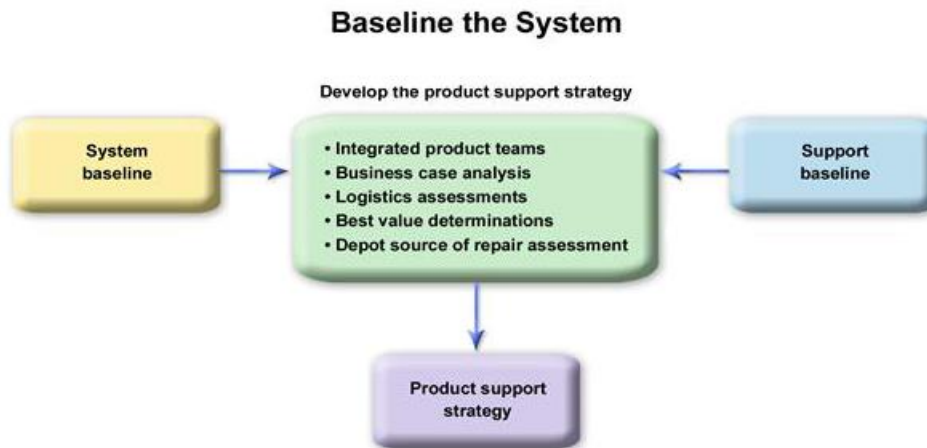 Baseline the System
Develop the product support strategy
System
baseline
• Integrated product teams
• Business case analysis
• Logistics assessments
• Best value determinations
• Depot source of repair assessment
Support
baseline
Product support
strategy